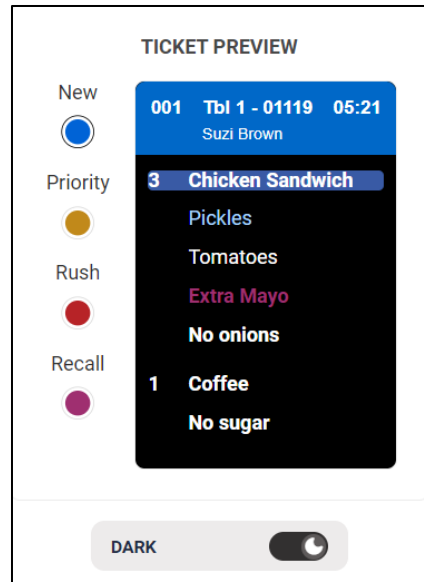 TICKET PREVIEW
New
Priority
Rush
Recall
001 Tbl 1 - 01119 05:21
Suzi Brown
3 Chicken Sandwich
Pickles
Tomatoes
Extra Mayo
No onions
1 Coffee
No sugar
DARK